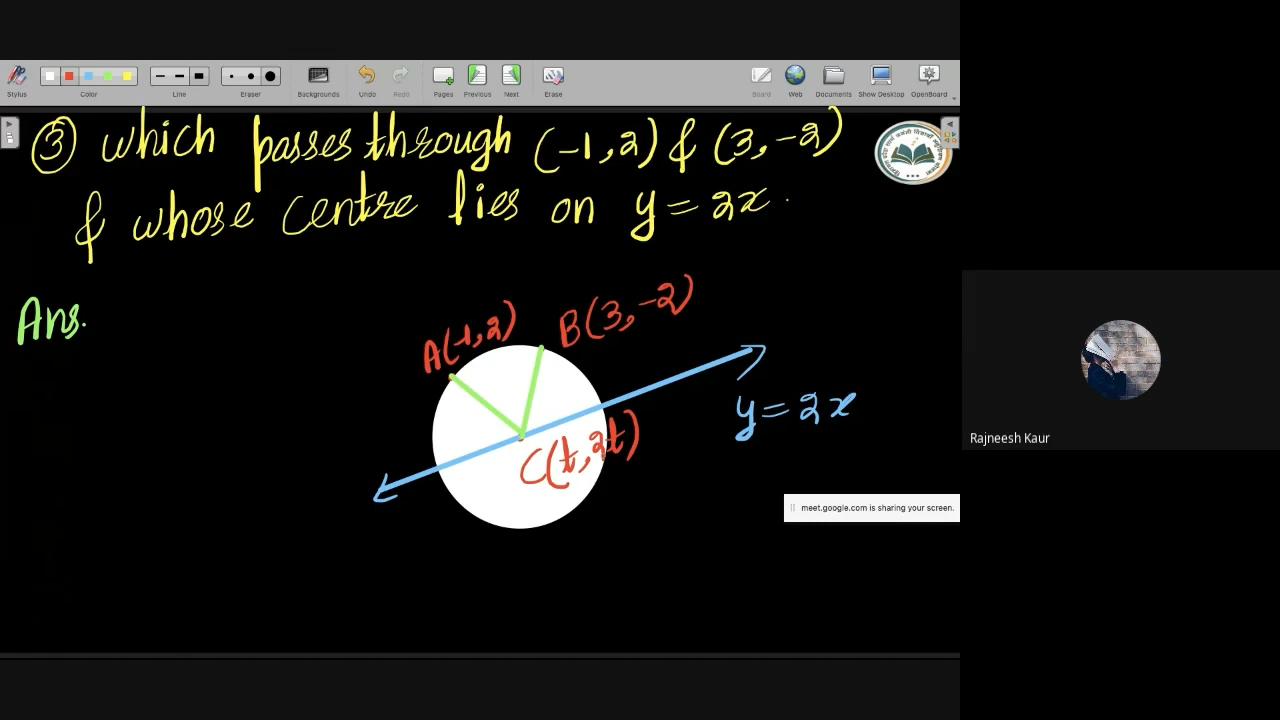 Stylus Color Line Eraser Backgrounds Undo Redo Pages Previous Next Erase Board Web Documents Show Desktop OpenBoard
③ which passes through (-1,2) & (3,-2)
& whose centre lies on y = 2x.
Ans.
A(-1,2) B(3,-2)
y = 2x
C(t,2t)
Rajneesh Kaur
meet.google.com is sharing your screen.